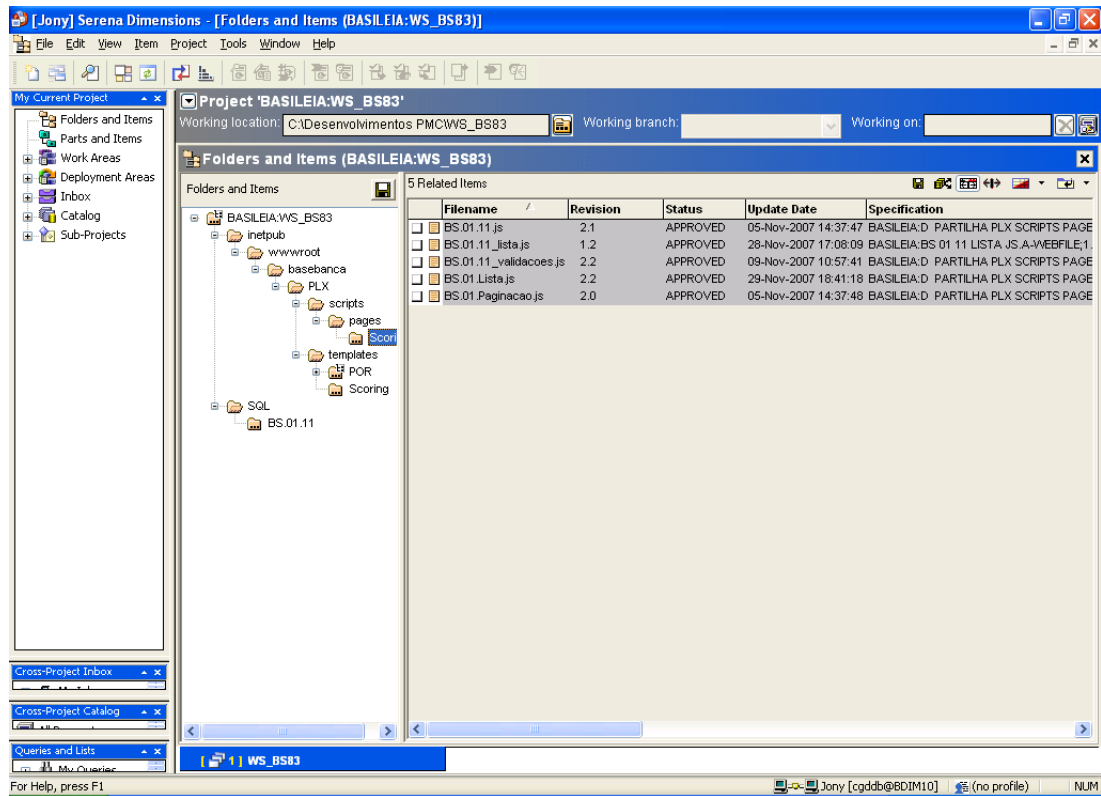 [Jony] Serena Dimensions - [Folders and Items (BASILEIA:WS_BS83)]
File Edit View Item Project Tools Window Help
My Current Project
Folders and Items
Parts and Items
Work Areas
Deployment Areas
Inbox
Catalog
Sub-Projects
Cross-Project Inbox
Cross-Project Catalog
Queries and Lists
My Queries
Project 'BASILEIA:WS_BS83'
Working location: C:\Desenvolvimentos PMC\WS_BS83 Working branch: Working on:
Folders and Items (BASILEIA:WS_BS83)
Folders and Items
BASILEIA:WS_BS83
inetpub
wwwroot
basebanca
PLX
scripts
pages
Scori
templates
POR
Scoring
SQL
BS.01.11
5 Related Items
Filename Revision Status Update Date Specification
BS.01.11.js 2.1 APPROVED 05-Nov-2007 14:37:47 BASILEIA:D PARTILHA PLX SCRIPTS PAGE
BS.01.11_lista.js 1.2 APPROVED 28-Nov-2007 17:08:09 BASILEIA:BS 01 11 LISTA JS.A-WEBFILE;1.
BS.01.11_validacoes.js 2.2 APPROVED 09-Nov-2007 10:57:41 BASILEIA:D PARTILHA PLX SCRIPTS PAGE
BS.01.Lista.js 2.2 APPROVED 29-Nov-2007 18:41:18 BASILEIA:D PARTILHA PLX SCRIPTS PAGE
BS.01.Paginacao.js 2.0 APPROVED 05-Nov-2007 14:37:48 BASILEIA:D PARTILHA PLX SCRIPTS PAGE
[ 1 ] WS_BS83
For Help, press F1
Jony [cgddb@BDIM10] (no profile) NUM